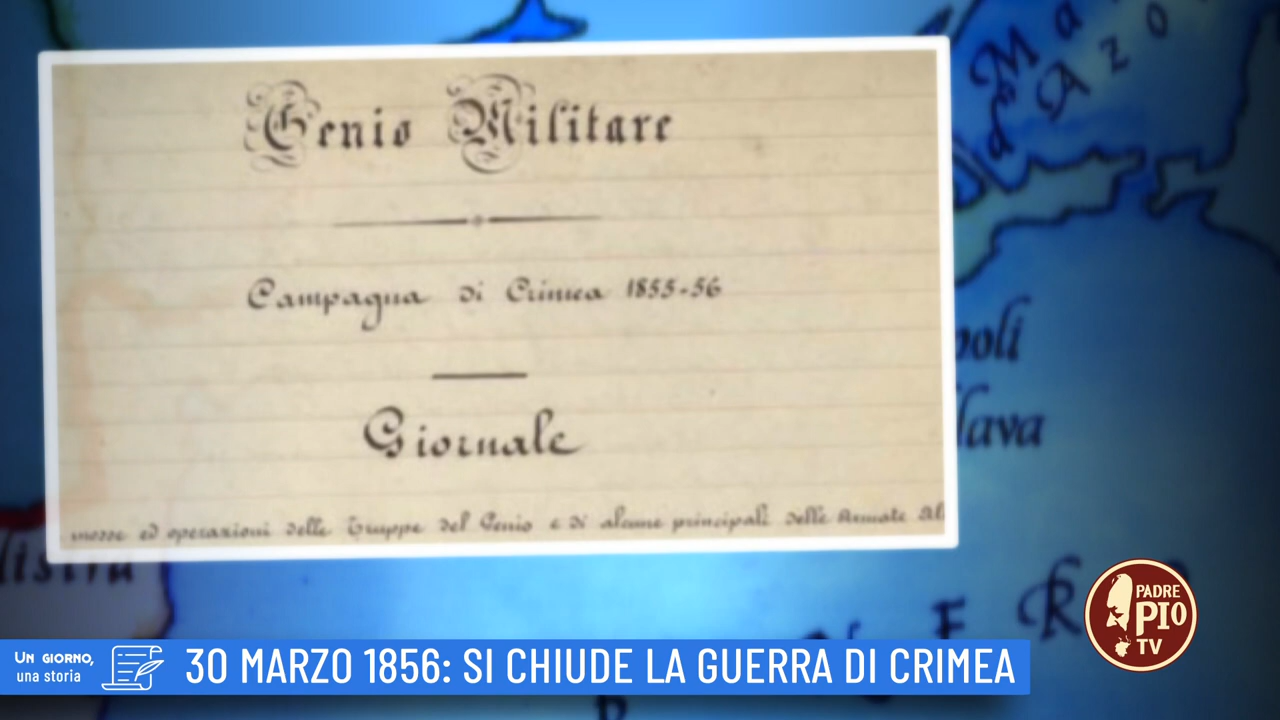 Genio Militare
Campagna di Crimea 1855-56
Giornale
mosse ed operazioni delle Truppe del Genio e di alcune principali delle Armate Al
Mar
d'Azo
poli
lava
listria
N E R
UN GIORNO,
una storia
30 MARZO 1856: SI CHIUDE LA GUERRA DI CRIMEA
PADRE
PIO
TV